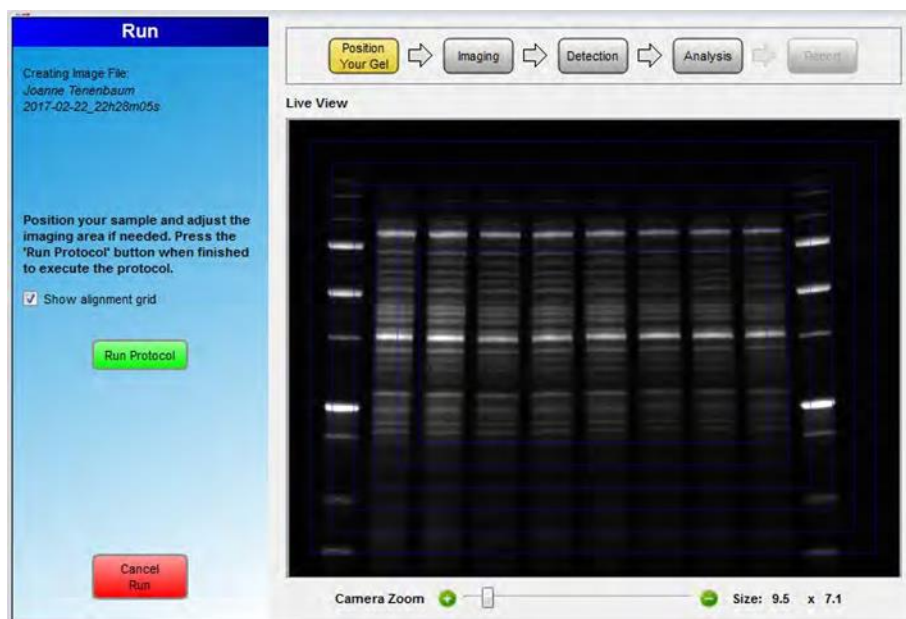 Run
Creating Image File:
Joanne Tenenbaum
2017-02-22_22h28m05s
Position your sample and adjust the
imaging area if needed. Press the
'Run Protocol' button when finished
to execute the protocol.
Show alignment grid
Run Protocol
Cancel
Run
Position
Your Gel
Imaging
Detection
Analysis
Report
Live View
Camera Zoom
Size: 9.5 x 7.1